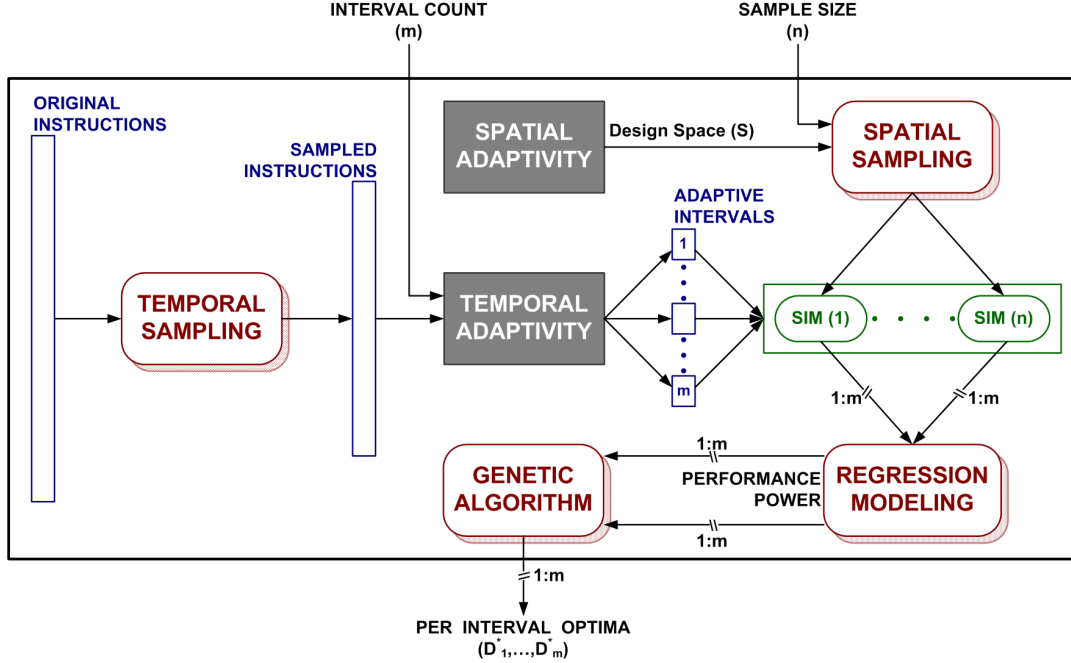 INTERVAL COUNT
(m)
SAMPLE SIZE
(n)
ORIGINAL
INSTRUCTIONS
SAMPLED
INSTRUCTIONS
SPATIAL
ADAPTIVITY
Design Space (S)
SPATIAL
SAMPLING
ADAPTIVE
INTERVALS
1
TEMPORAL
SAMPLING
TEMPORAL
ADAPTIVITY
m
SIM (1)
SIM (n)
1:m
1:m
GENETIC
ALGORITHM
1:m
PERFORMANCE
POWER
1:m
REGRESSION
MODELING
1:m
PER INTERVAL OPTIMA
(D*1,...,D*m)